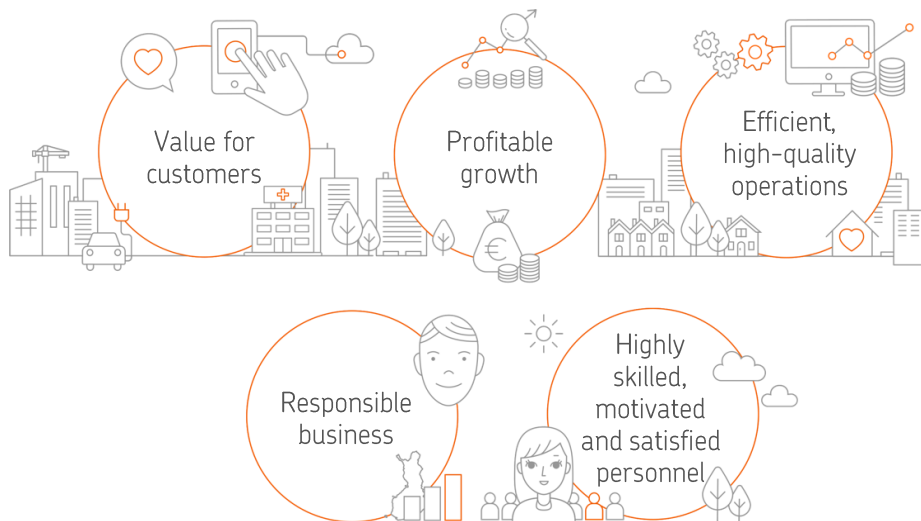 Value for
customers
Profitable
growth
Efficient,
high-quality
operations
Responsible
business
Highly
skilled,
motivated
and satisfied
personnel